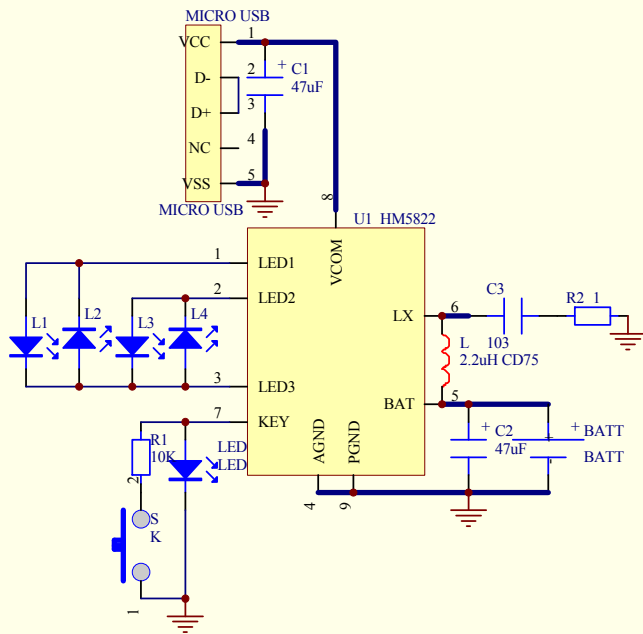 MICRO USB
VCC 1
D- 2
D+ 3
NC 4
VSS 5
MICRO USB
+ C1
47uF
8
U1 HM5822
VCOM
1 LED1
2 LED2
3 LED3
7 KEY
LX 6
BAT 5
AGND 4
PGND 9
L1
L2
L3
L4
C3
103
R2 1
L
2.2uH CD75
+ C2
47uF
+ BATT
BATT
+
-
R1
10K
LED
LED
2
S
K
1